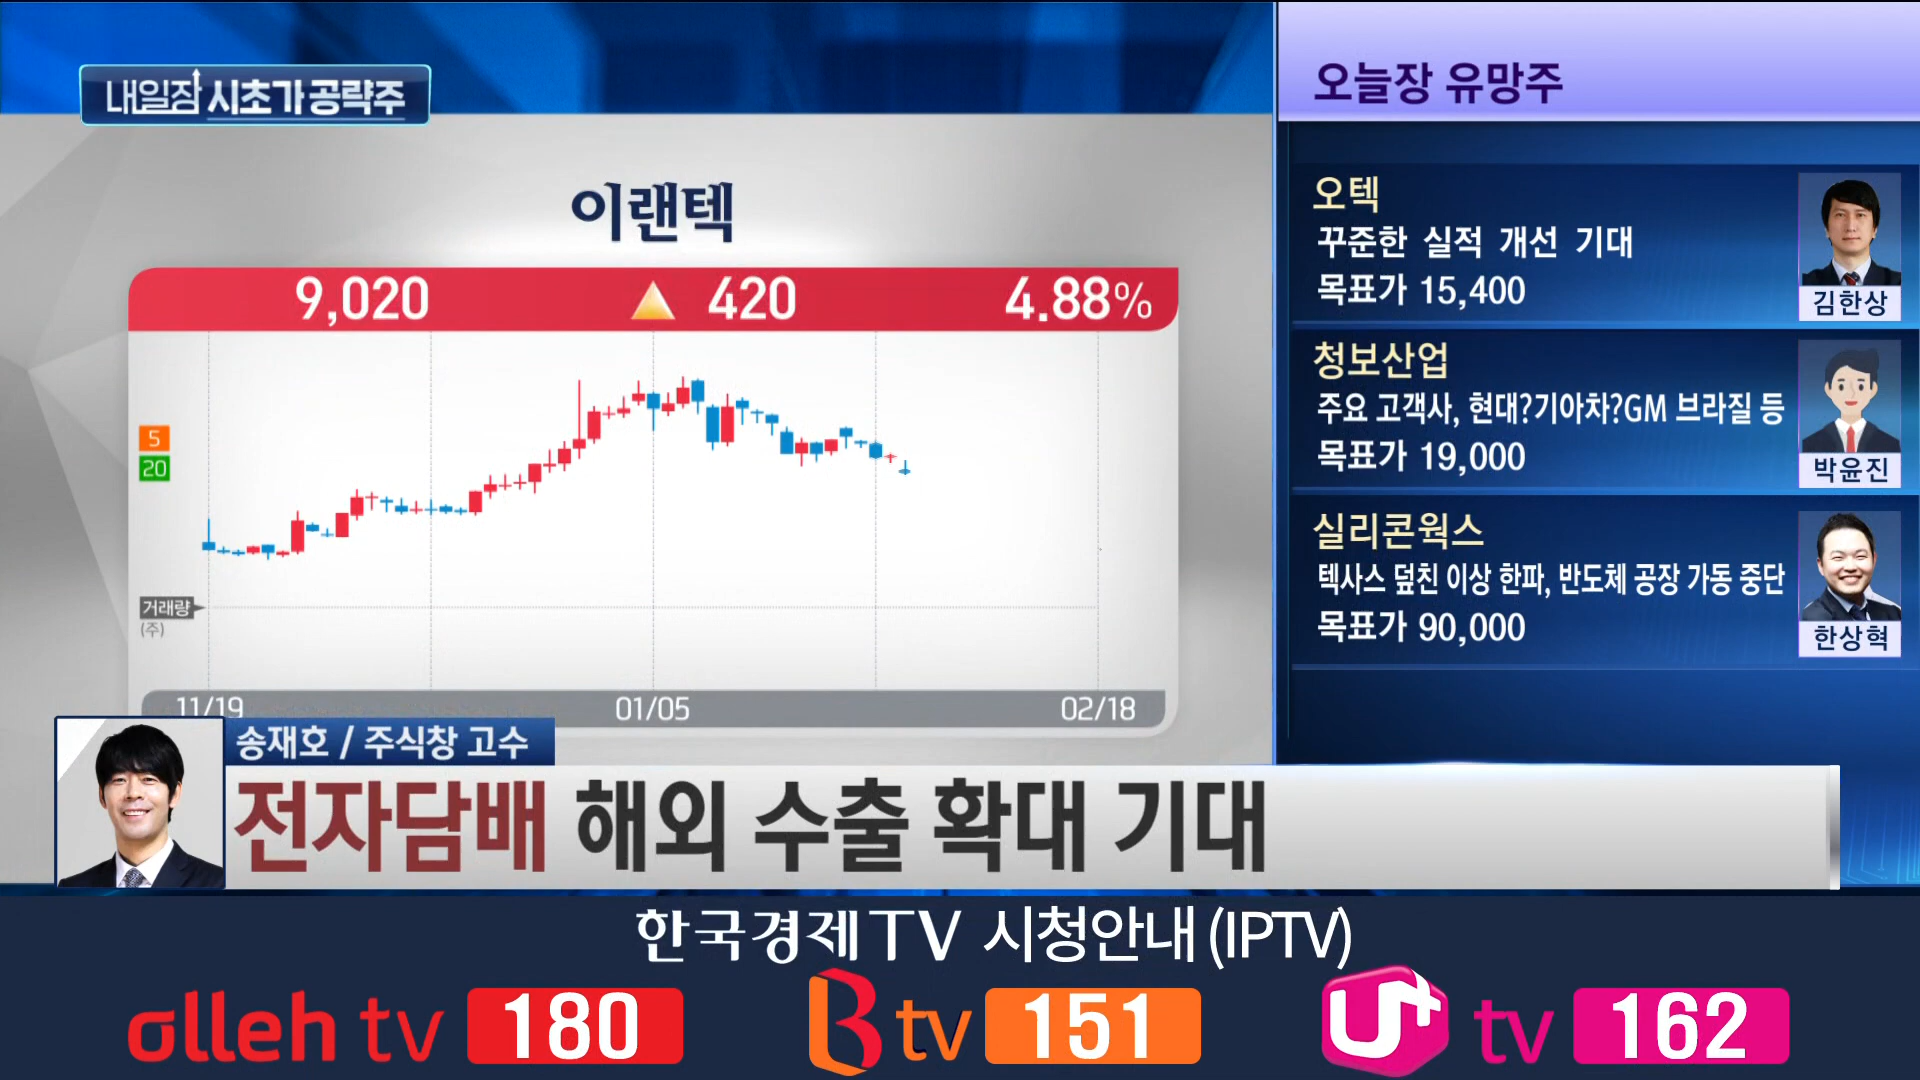 내일장 시초가 공략주
이랜텍
9,020 ▲ 420 4.88%
5
20
거래량
(주)
11/19 01/05 02/18
오늘장 유망주
오텍
꾸준한 실적 개선 기대
목표가 15,400
김한상
청보산업
주요 고객사, 현대?기아차?GM 브라질 등
목표가 19,000
박윤진
실리콘웍스
텍사스 덮친 이상 한파, 반도체 공장 가동 중단
목표가 90,000
한상혁
송재호 / 주식창 고수
전자담배 해외 수출 확대 기대
한국경제TV 시청안내(IPTV)
olleh tv 180 B tv 151 U+ tv 162